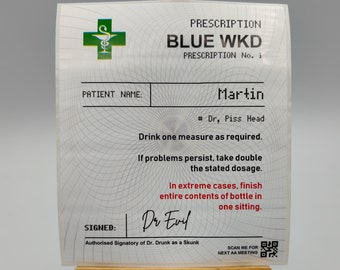 PRESCRIPTION
BLUE WKD
PRESCRIPTION No. 1
PATIENT NAME: Martin
Dr, Piss Head
Drink one measure as required.
If problems persist, take double
the stated dosage.
In extreme cases, finish
entire contents of bottle in
one sitting.
SIGNED: Dr Evil
Authorised Signatory of Dr. Drunk as a Skunk
SCAN ME FOR
NEXT AA MEETING